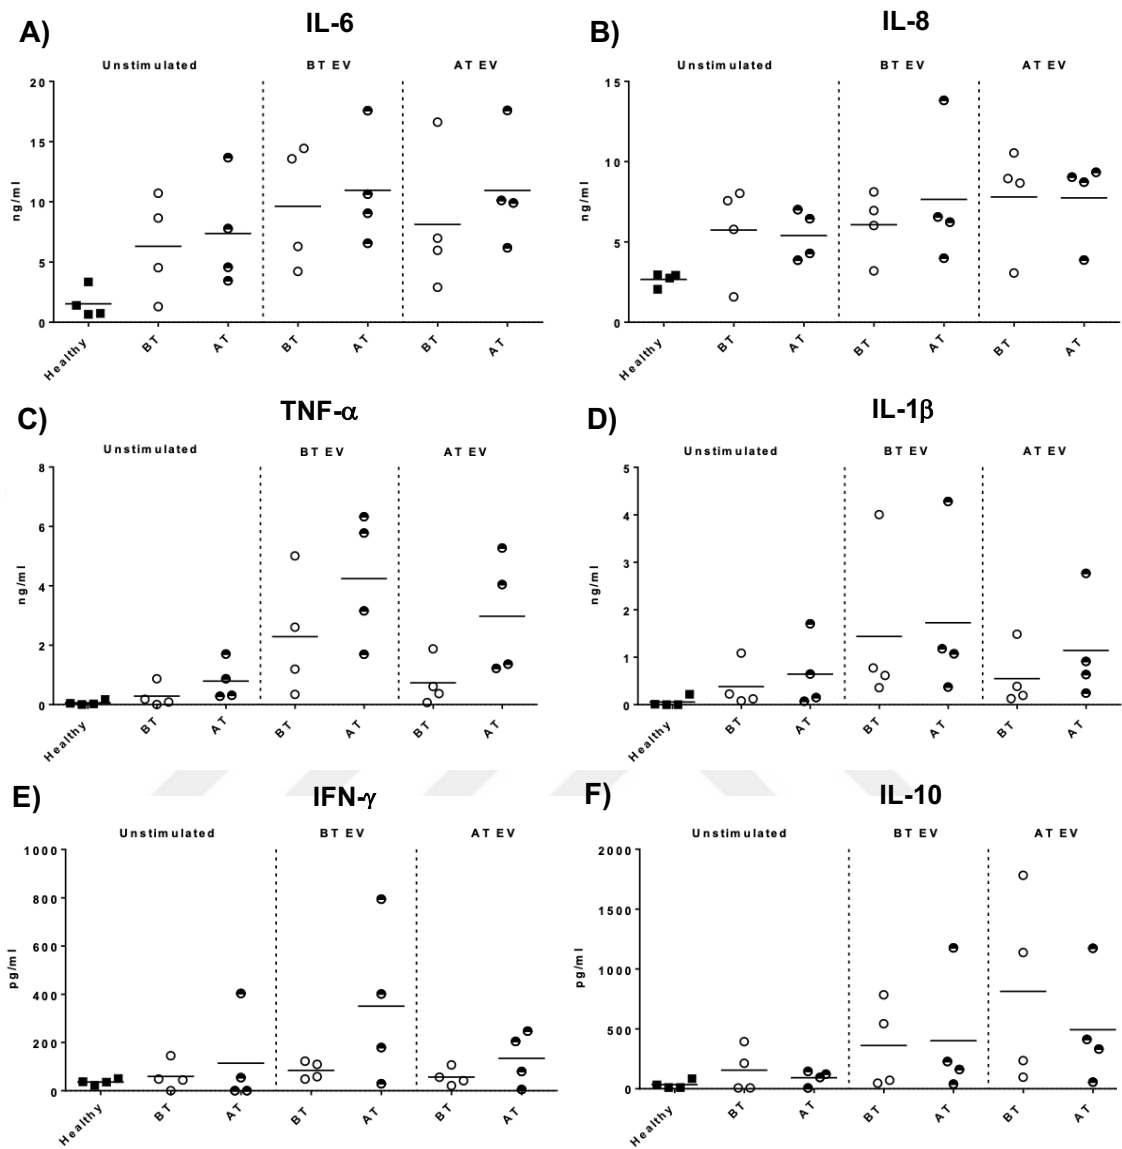 A)
IL-6
Unstimulated BT EV AT EV
20
15
10
5
0
ng/ml
Healthy BT AT BT AT BT AT
B)
IL-8
Unstimulated BT EV AT EV
15
10
5
0
ng/ml
Healthy BT AT BT AT BT AT
C)
TNF-α
Unstimulated BT EV AT EV
8
6
4
2
0
ng/ml
Healthy BT AT BT AT BT AT
D)
IL-1β
Unstimulated BT EV AT EV
5
4
3
2
1
0
ng/ml
Healthy BT AT BT AT BT AT
E)
IFN-γ
Unstimulated BT EV AT EV
1000
800
600
400
200
0
pg/ml
Healthy BT AT BT AT BT AT
F)
IL-10
Unstimulated BT EV AT EV
2000
1500
1000
500
0
pg/ml
Healthy BT AT BT AT BT AT